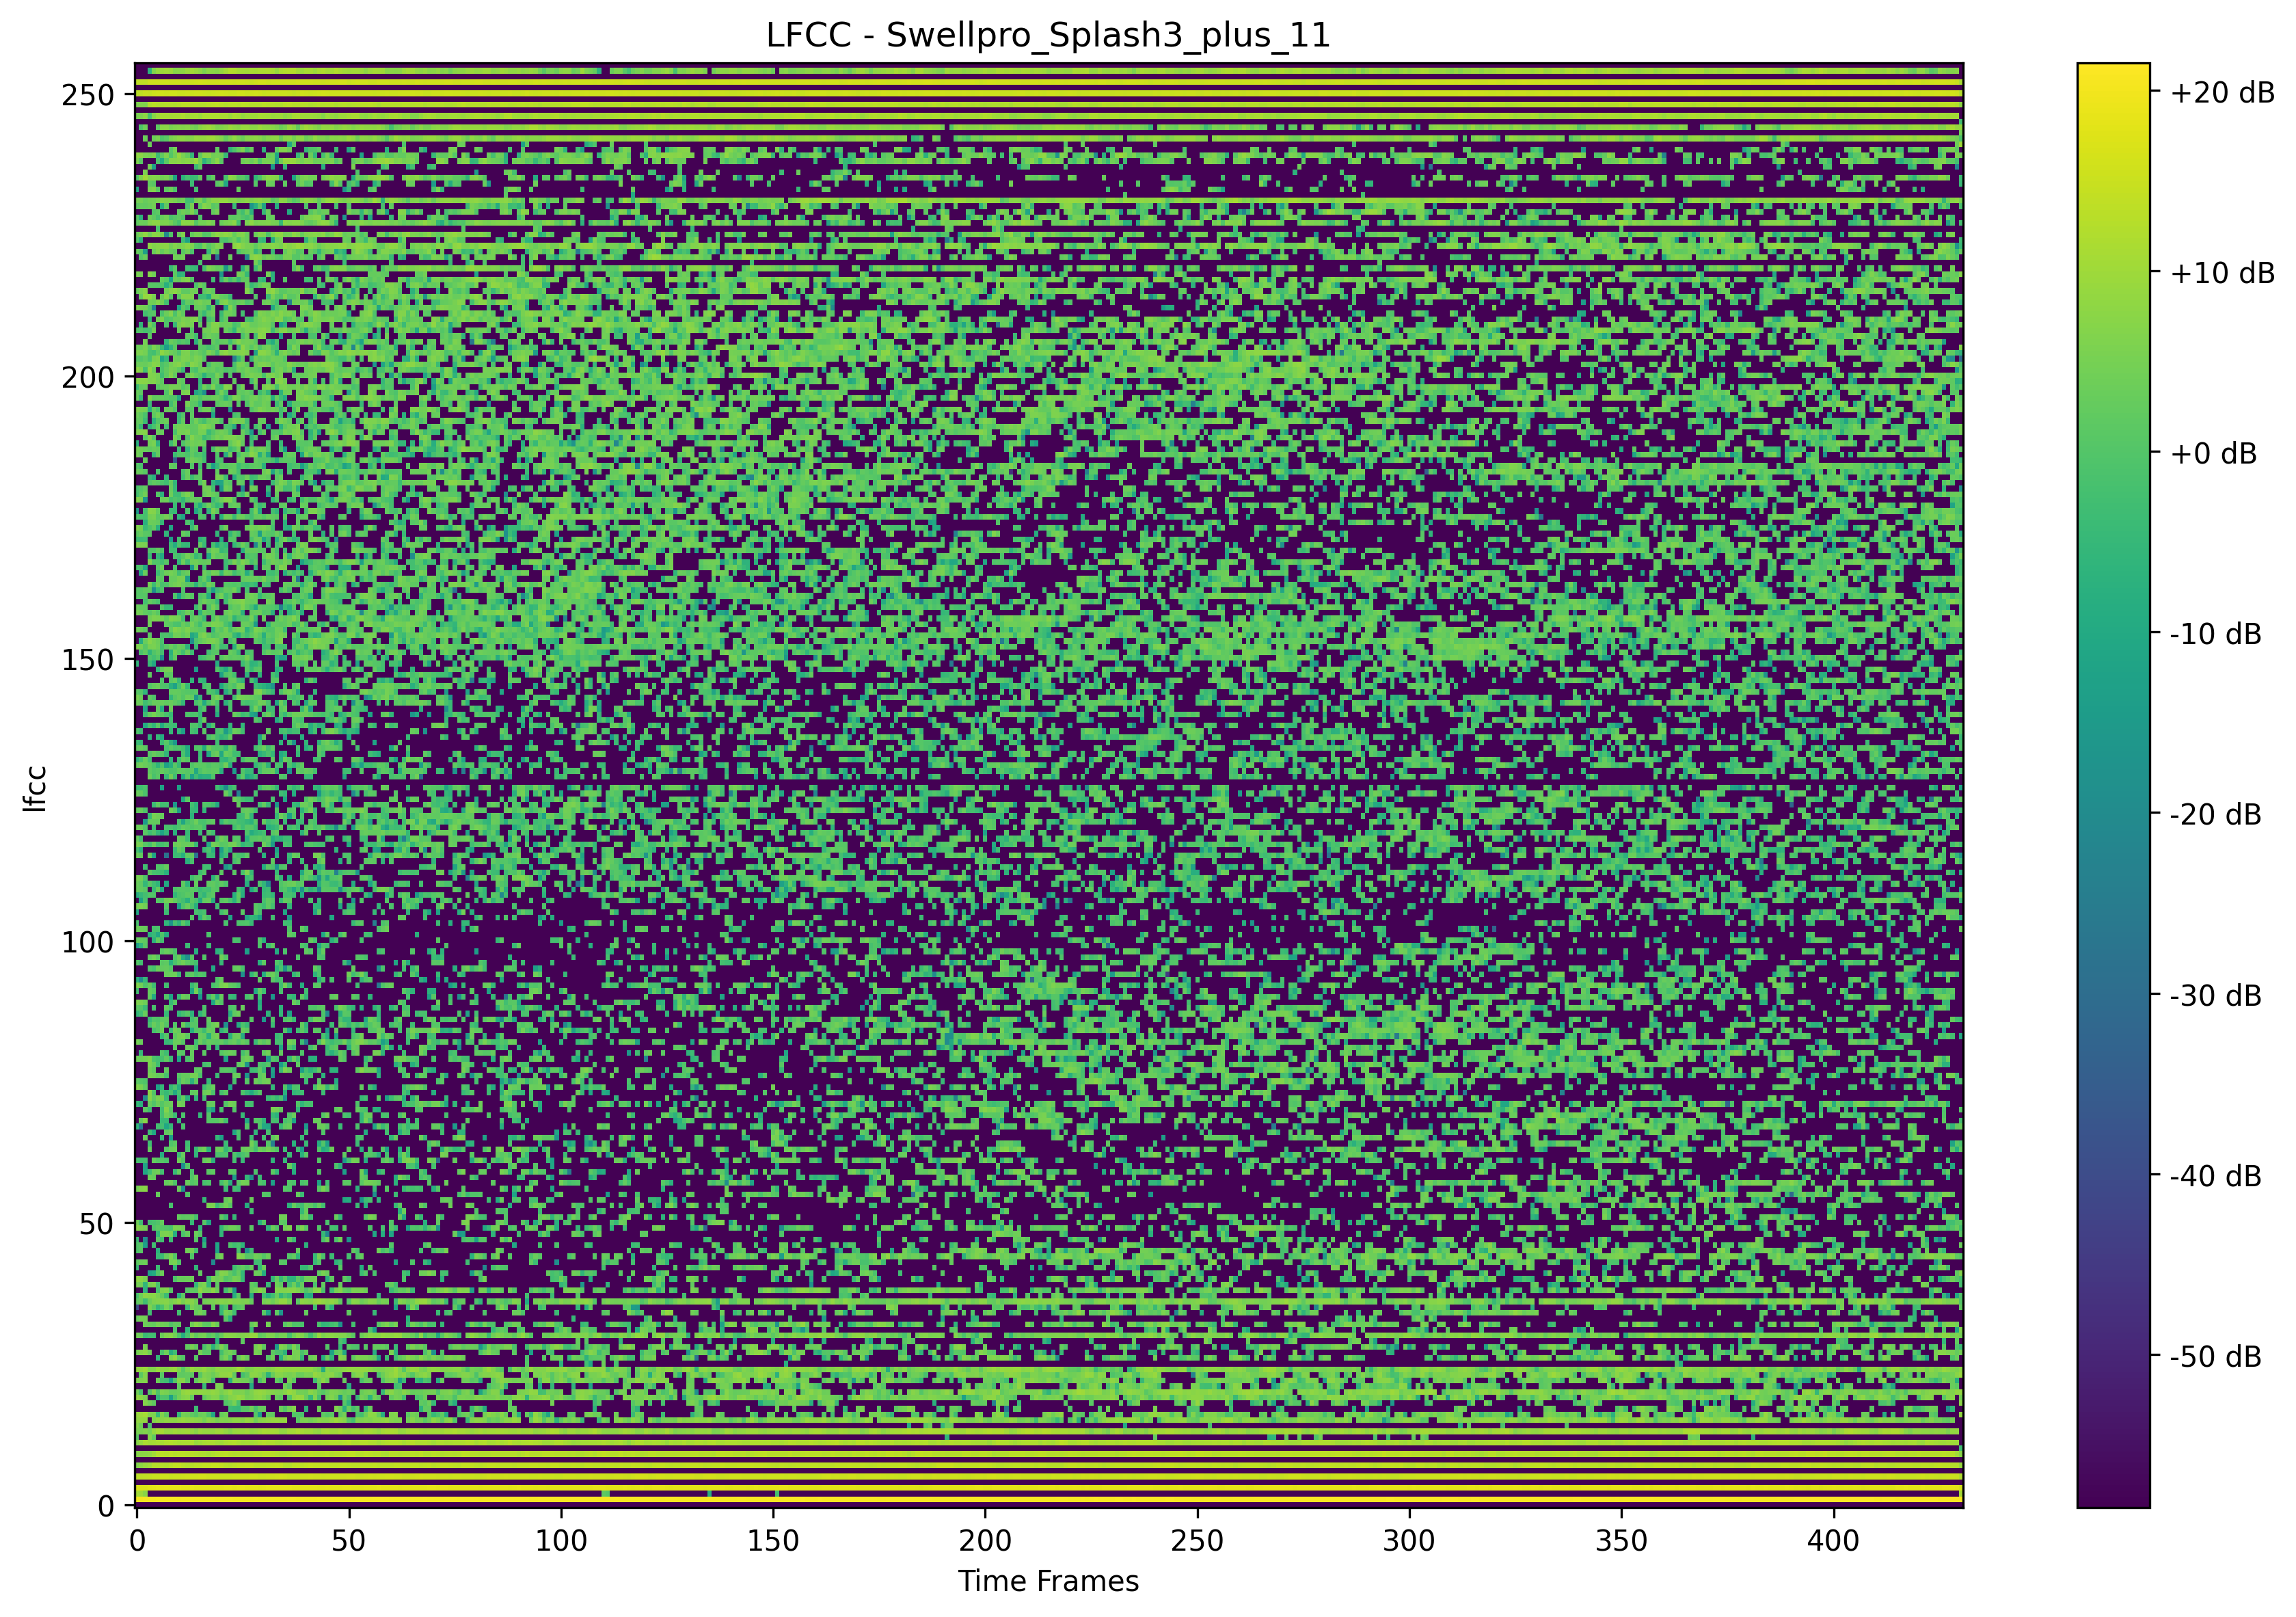 LFCC - Swellpro_Splash3_plus_11
250
200
150
100
50
0
lfcc
0 50 100 150 200 250 300 350 400
Time Frames
+20 dB
+10 dB
+0 dB
-10 dB
-20 dB
-30 dB
-40 dB
-50 dB